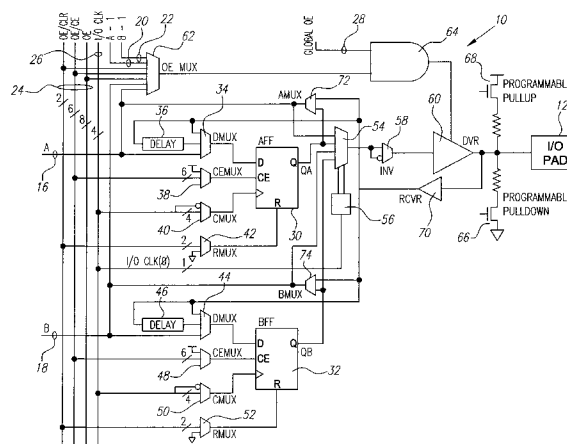 OE/CLR
OE/CE
OE
I/O CLK
A - 1
B - 1
20
22
62
GLOBAL OE
28
64
10
26
24
OE MUX
68
PROGRAMMABLE
PULLUP
2
6
8
4
34
AMUX
72
36
DELAY
DMUX
AFF
54
58
60
12
A
16
D
QA
INV
DVR
I/O
PAD
6
CEMUX
CE
38
4
CMUX
40
R
56
RCVR
70
PROGRAMMABLE
PULLDOWN
2
42
RMUX
30
66
I/O CLK(8)
1
44
BMUX
74
46
DELAY
DMUX
BFF
B
18
D
Q
QB
6
CEMUX
CE
48
32
4
CMUX
50
R
2
52
RMUX